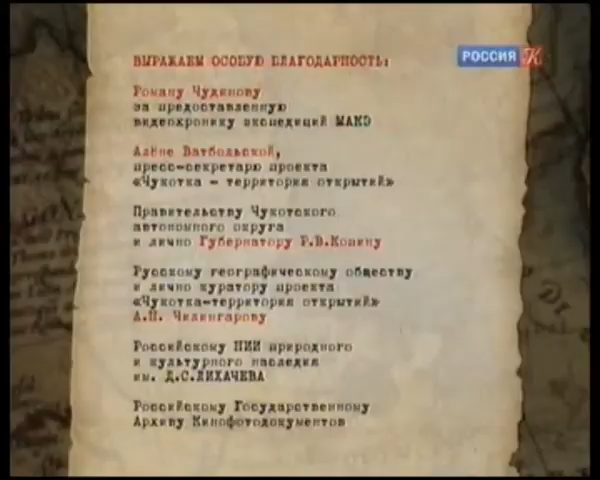 ВЫРАЖАЕМ ОСОБУЮ БЛАГОДАРНОСТЬ:
РОССИЯ К
Роману Чудинову
за предоставленную
видеохронику экспедиций МАКЭ
Алёне Ватбольской,
пресс-секретарю проекта
«Чукотка – территория открытий»
Правительству Чукотского
автономного округа
и лично Губернатору Р.В.Копину
Русскому географическому обществу
и лично куратору проекта
«Чукотка-территория открытий»
А.Н. Чилингарову
Российскому НИИ природного
и культурного наследия
им. Д.С.ЛИХАЧЕВА
Российскому Государственному
Архиву Кинофотодокументов